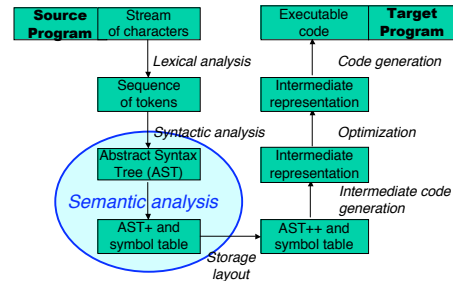 Source
Program
Stream
of characters
Lexical analysis
Sequence
of tokens
Syntactic analysis
Abstract Syntax
Tree (AST)
Semantic analysis
AST+ and
symbol table
Storage
layout
AST++ and
symbol table
Intermediate code
generation
Intermediate
representation
Optimization
Intermediate
representation
Code generation
Executable
code
Target
Program